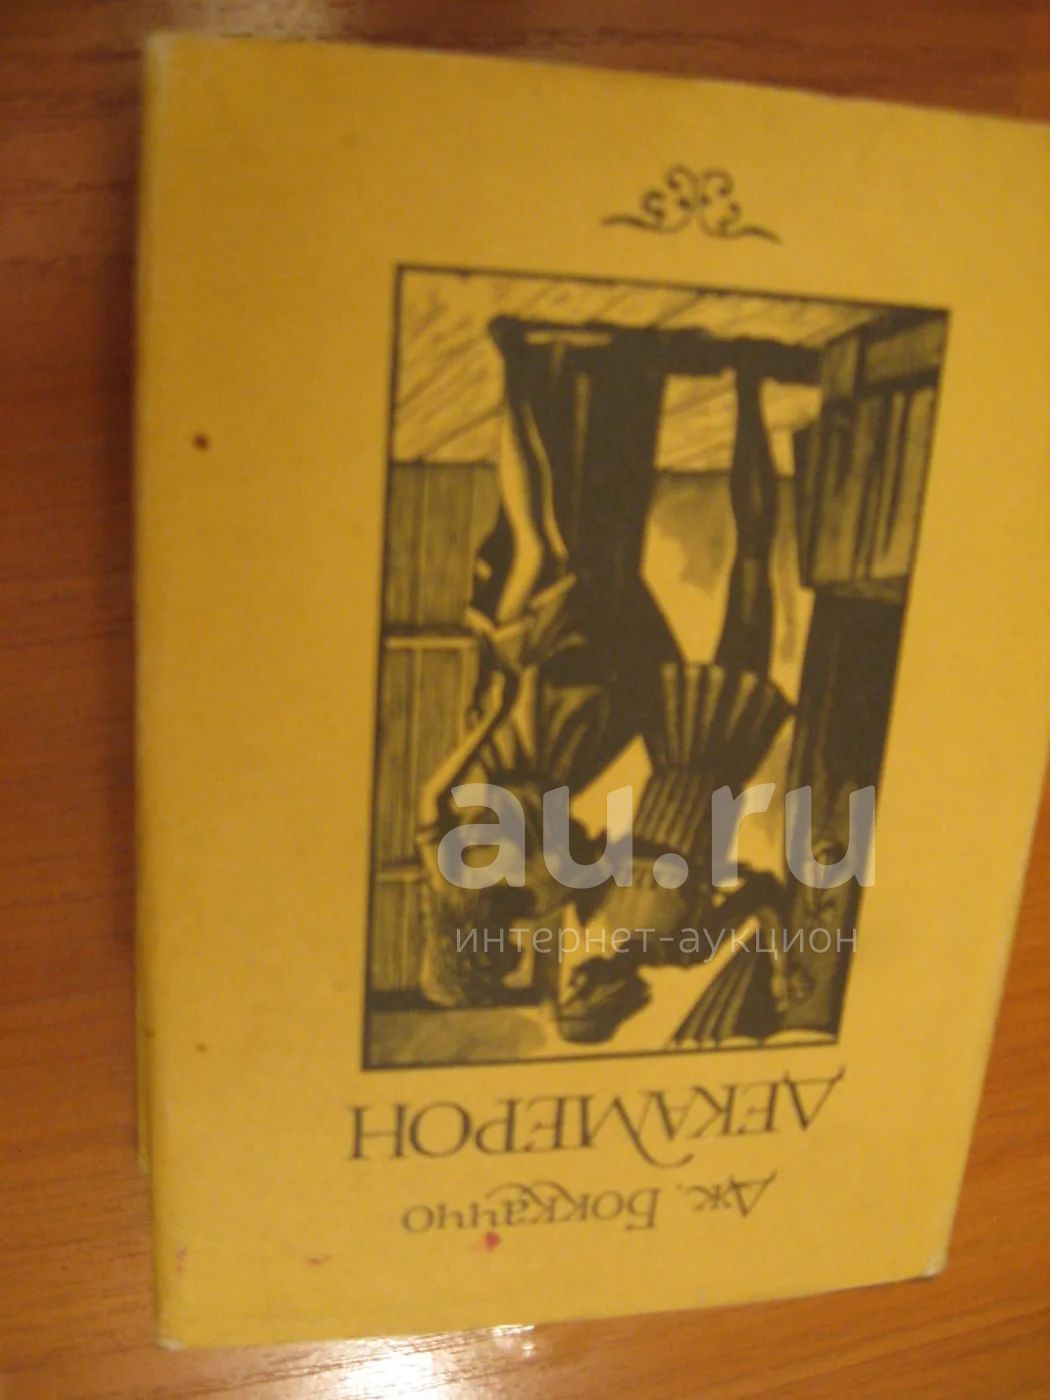 Дж. Боккаччо
ДЕКАМЕРОН
au.ru
интернет-аукцион